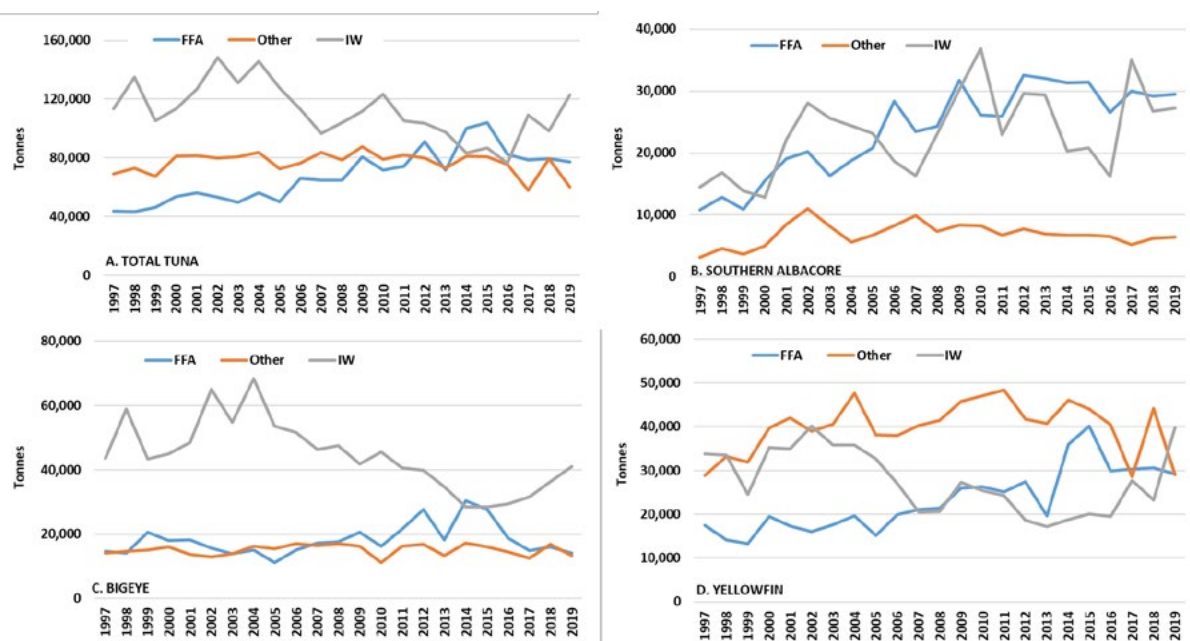 160,000
FFA Other IW
120,000
80,000
40,000
0
Tonnes
A. TOTAL TUNA
1997 1998 1999 2000 2001 2002 2003 2004 2005 2006 2007 2008 2009 2010 2011 2012 2013 2014 2015 2016 2017 2018 2019
40,000
FFA Other IW
30,000
20,000
10,000
0
Tonnes
B. SOUTHERN ALBACORE
1997 1998 1999 2000 2001 2002 2003 2004 2005 2006 2007 2008 2009 2010 2011 2012 2013 2014 2015 2016 2017 2018 2019
80,000
FFA Other IW
60,000
40,000
20,000
0
Tonnes
C. BIGEYE
1997 1998 1999 2000 2001 2002 2003 2004 2005 2006 2007 2008 2009 2010 2011 2012 2013 2014 2015 2016 2017 2018 2019
60,000
FFA Other IW
50,000
40,000
30,000
20,000
10,000
0
Tonnes
D. YELLOWFIN
1997 1998 1999 2000 2001 2002 2003 2004 2005 2006 2007 2008 2009 2010 2011 2012 2013 2014 2015 2016 2017 2018 2019